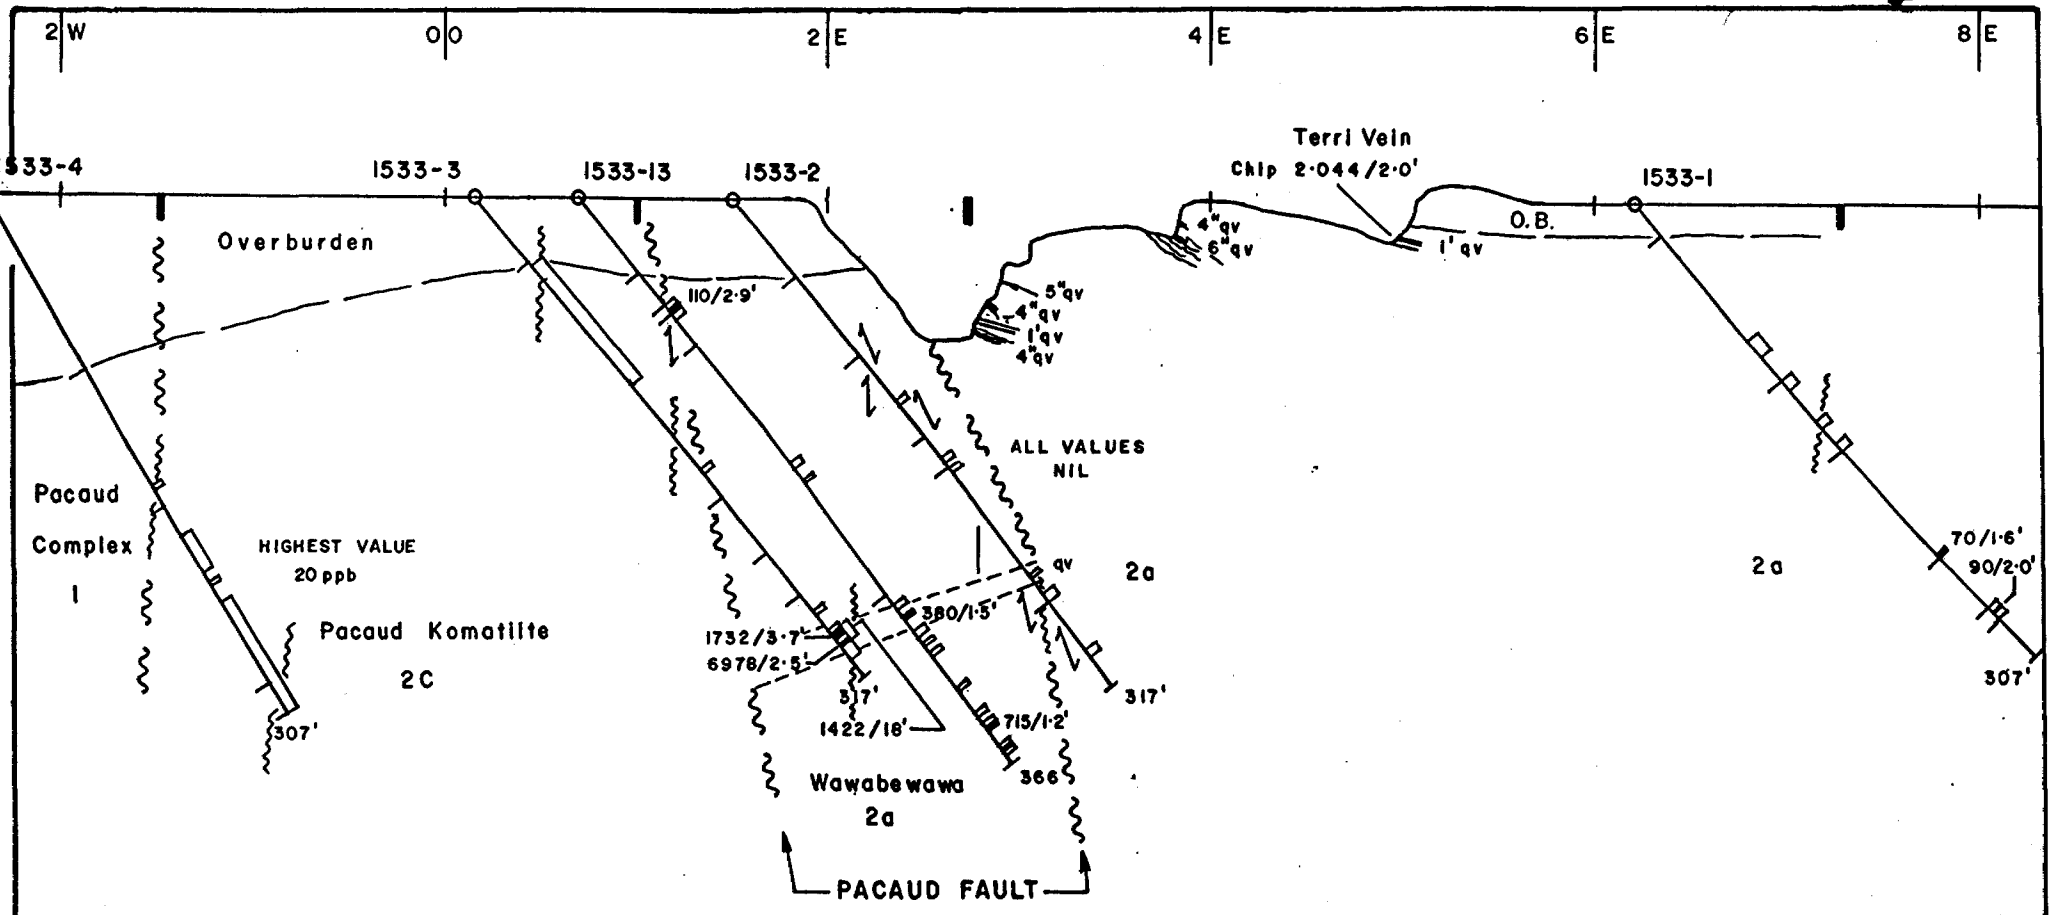 2 W
0 0
2 E
4 E
6 E
8 E
Terri Vein
Chip 2.044/2.0'
533-4
1533-3
1533-13
1533-2
1533-1
Overburden
O.B.
4" qv
6" qv
1' qv
5" qv
4" qv
1' qv
4" qv
110/2.9'
ALL VALUES
NIL
Pacaud
Complex
1
HIGHEST VALUE
20 ppb
Pacaud Komatiite
2C
qv
2a
2a
70/1.6'
90/2.0'
380/1.5'
1732/3.7'
6978/2.5'
317'
317'
307'
307'
1422/18'
715/1.2'
366
Wawabewawa
2a
PACAUD FAULT